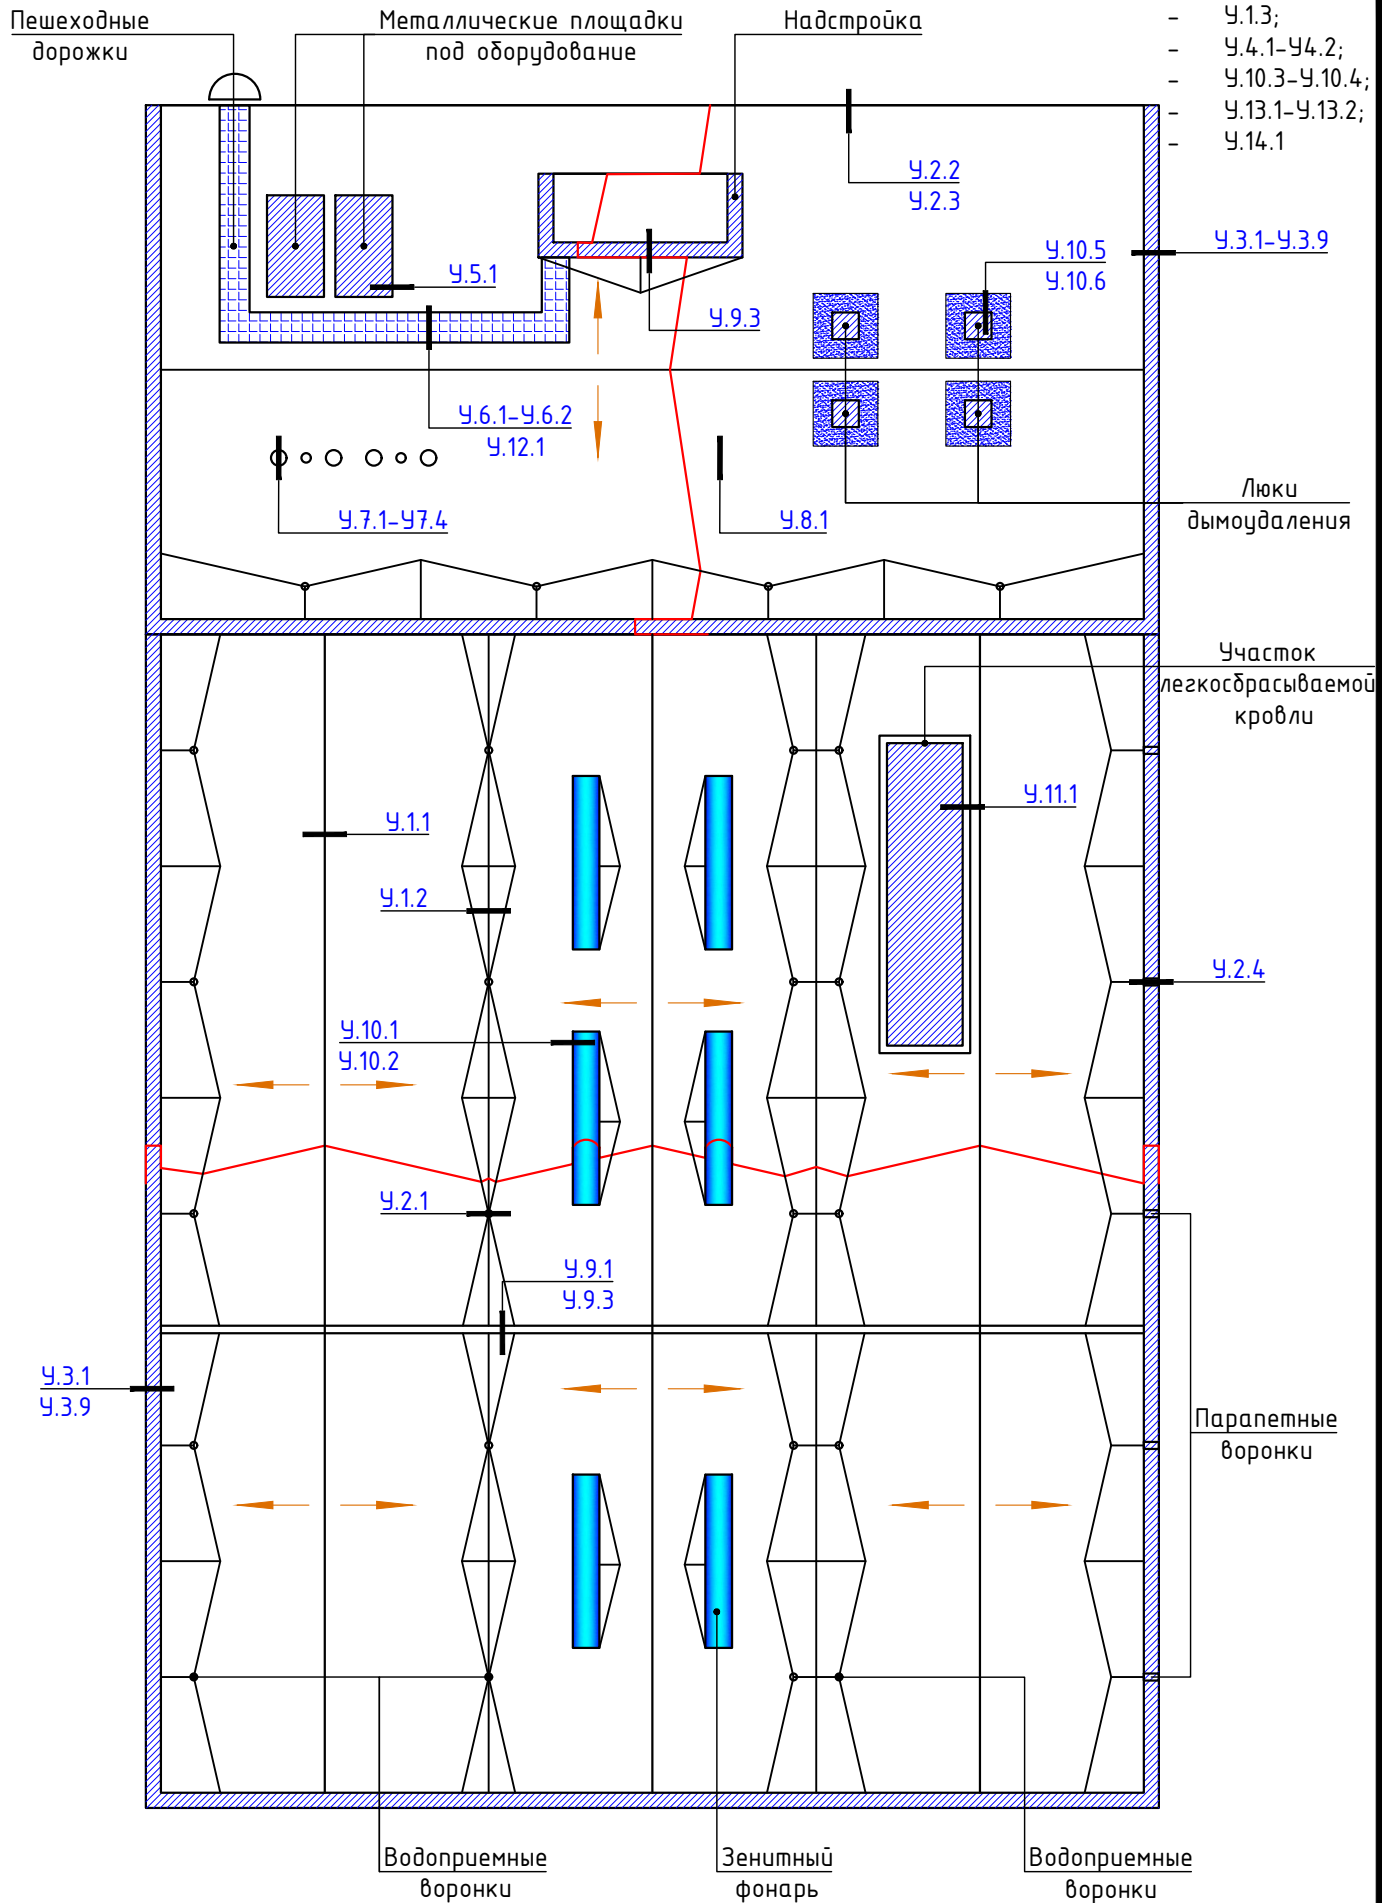 Пешеходные
дорожки
Металлические площадки
под оборудование
Надстройка
- У.1.3;
- У.4.1-У4.2;
- У.10.3-У.10.4;
- У.13.1-У.13.2;
- У.14.1
У.2.2
У.2.3
У.3.1-У.3.9
У.10.5
У.10.6
У.5.1
У.9.3
У.6.1-У.6.2
У.12.1
У.7.1-У7.4
У.8.1
Люки
дымоудаления
Участок
легкосбрасываемой
кровли
У.11.1
У.1.1
У.1.2
У.2.4
У.10.1
У.10.2
У.2.1
У.9.1
У.9.3
У.3.1
У.3.9
Парапетные
воронки
Водоприемные
воронки
Зенитный
фонарь
Водоприемные
воронки